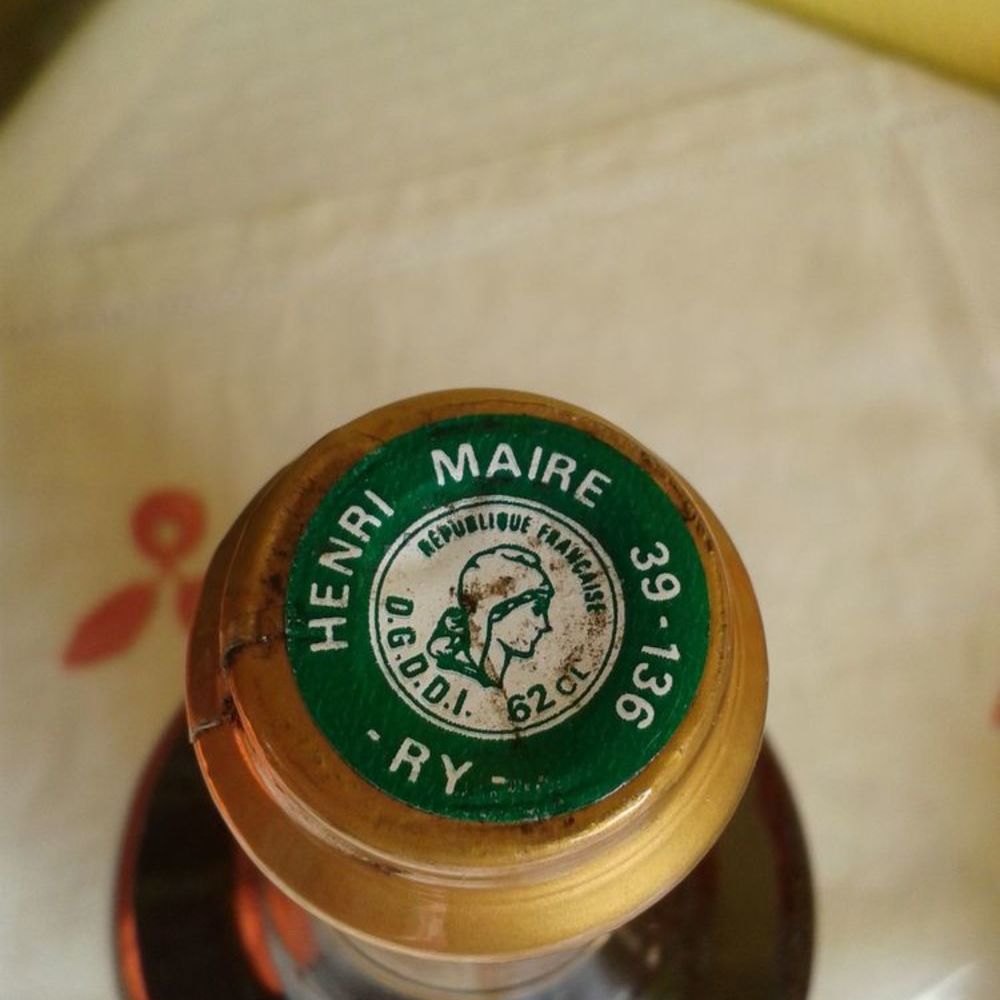 HENRI MAIRE
39-136
- RY -
RÉPUBLIQUE FRANÇAISE
D.G.D.D.I.
62 CL